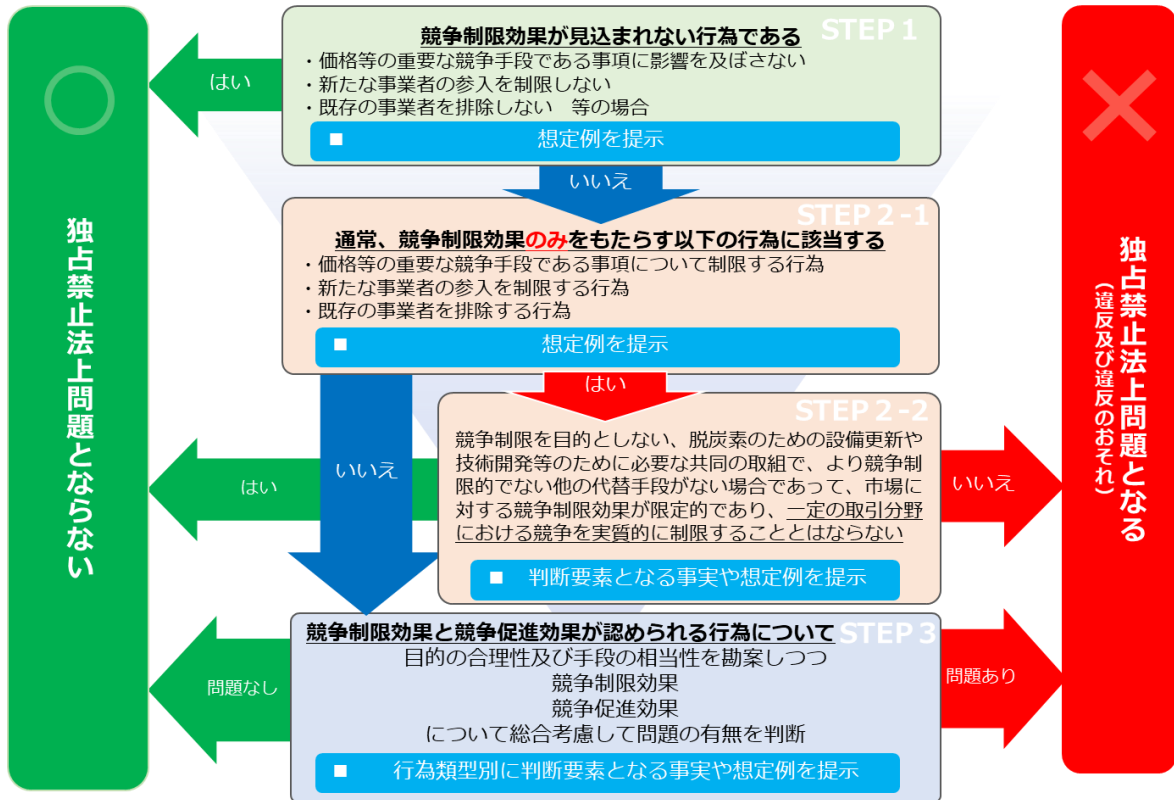 独占禁止法上問題とならない
はい
STEP 1
競争制限効果が見込まれない行為である
・価格等の重要な競争手段である事項に影響を及ぼさない
・新たな事業者の参入を制限しない
・既存の事業者を排除しない 等の場合
■ 想定例を提示
いいえ
STEP 2-1
通常、競争制限効果のみをもたらす以下の行為に該当する
・価格等の重要な競争手段である事項について制限する行為
・新たな事業者の参入を制限する行為
・既存の事業者を排除する行為
■ 想定例を提示
はい
いいえ
STEP 2-2
競争制限を目的としない、脱炭素のための設備更新や
技術開発等のために必要な共同の取組で、より競争制
限的でない他の代替手段がない場合であって、市場に
対する競争制限効果が限定的であり、一定の取引分野
における競争を実質的に制限することとはならない
■ 判断要素となる事実や想定例を提示
はい
いいえ
STEP 3
競争制限効果と競争促進効果が認められる行為について
目的の合理性及び手段の相当性を勘案しつつ
競争制限効果
競争促進効果
について総合考慮して問題の有無を判断
■ 行為類型別に判断要素となる事実や想定例を提示
問題なし
問題あり
独占禁止法上問題となる
（違反及び違反のおそれ）